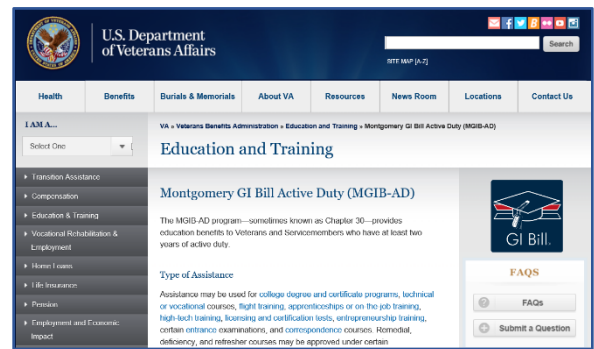 U.S. Department
of Veterans Affairs
Search
SITE MAP [A-Z]
Health Benefits Burials & Memorials About VA Resources News Room Locations Contact Us
I AM A...
Select One
VA » Veterans Benefits Administration » Education and Training » Montgomery GI Bill Active Duty (MGIB-AD)
Education and Training
Transition Assistance
Compensation
Education & Training
Vocational Rehabilitation &
Employment
Home Loans
Life Insurance
Pension
Employment and Economic
Impact
Montgomery GI Bill Active Duty (MGIB-AD)
The MGIB-AD program—sometimes known as Chapter 30—provides
education benefits to Veterans and Servicemembers who have at least two
years of active duty.
Type of Assistance
Assistance may be used for college degree and certificate programs, technical
or vocational courses, flight training, apprenticeships or on the job training,
high-tech training, licensing and certification tests, entrepreneurship training,
certain entrance examinations, and correspondence courses. Remedial,
deficiency, and refresher courses may be approved under certain
GI Bill.
FAQS
FAQs
Submit a Question